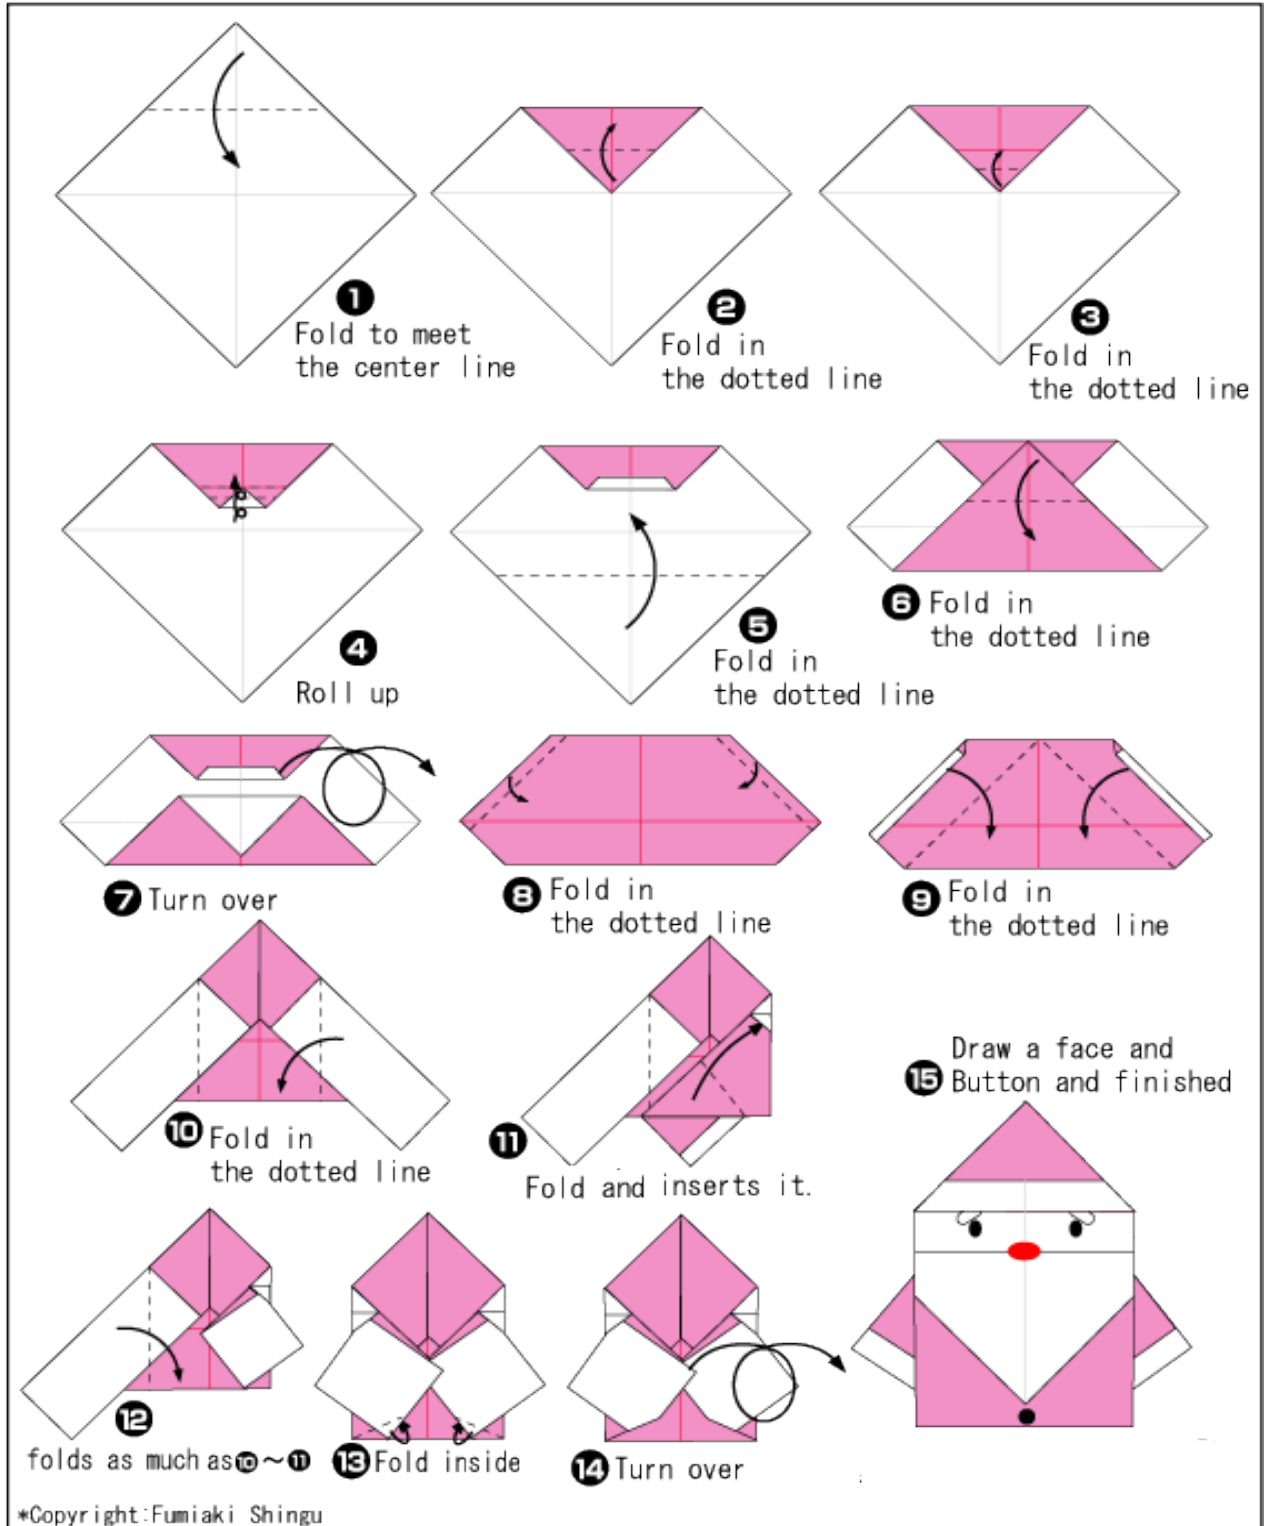 1
Fold to meet
the center line
2
Fold in
the dotted line
3
Fold in
the dotted line
4
Roll up
5
Fold in
the dotted line
6 Fold in
the dotted line
7 Turn over
8 Fold in
the dotted line
9 Fold in
the dotted line
10 Fold in
the dotted line
11
Fold and inserts it.
12
folds as much as 10~11
13 Fold inside
14 Turn over
15 Draw a face and
Button and finished
*Copyright:Fumiaki Shingu